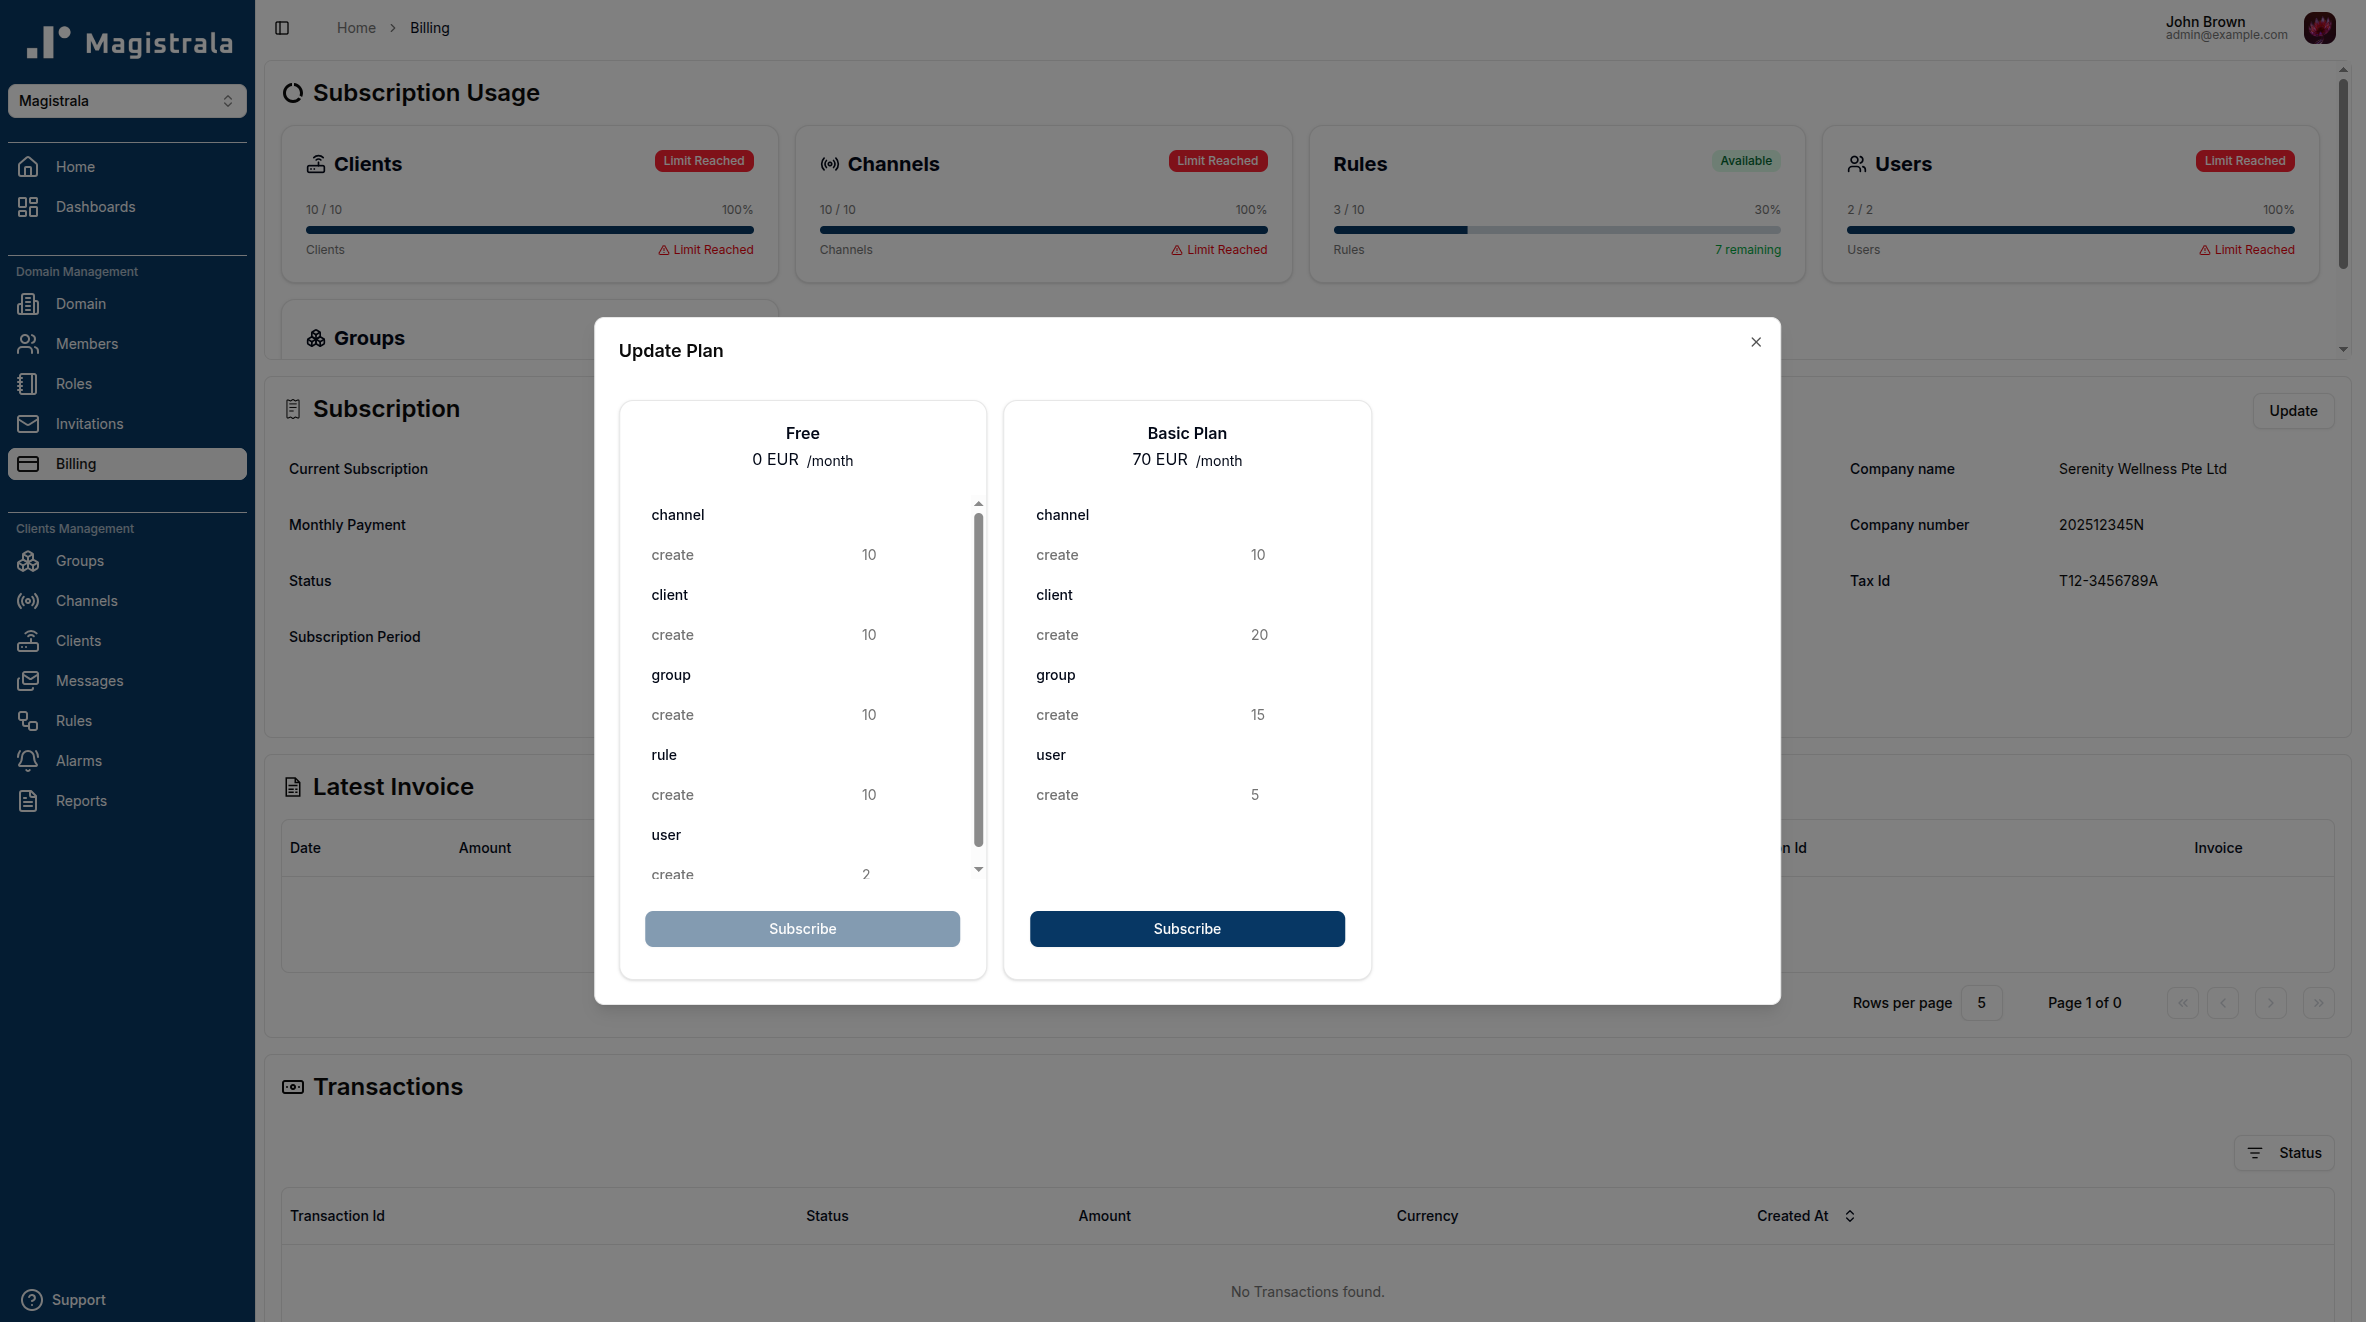 Magistrala
Magistrala
Home
Dashboards
Domain Management
Domain
Members
Roles
Invitations
Billing
Clients Management
Groups
Channels
Clients
Messages
Rules
Alarms
Reports
Support
Home > Billing
John Brown
admin@example.com
Subscription Usage
Clients
Limit Reached
10 / 10
100%
Clients
Limit Reached
Channels
Limit Reached
10 / 10
100%
Channels
Limit Reached
Rules
Available
3 / 10
30%
Rules
7 remaining
Users
Limit Reached
2 / 2
100%
Users
Limit Reached
Groups
Subscription
Update
Current Subscription
Monthly Payment
Status
Subscription Period
Company name
Serenity Wellness Pte Ltd
Company number
202512345N
Tax Id
T12-3456789A
Update Plan
Free
0 EUR /month
channel
create 10
client
create 10
group
create 10
rule
create 10
user
create 2
Subscribe
Basic Plan
70 EUR /month
channel
create 10
client
create 20
group
create 15
user
create 5
Subscribe
Latest Invoice
Date
Amount
n Id
Invoice
Rows per page
5
Page 1 of 0
Transactions
Status
Transaction Id
Status
Amount
Currency
Created At
No Transactions found.